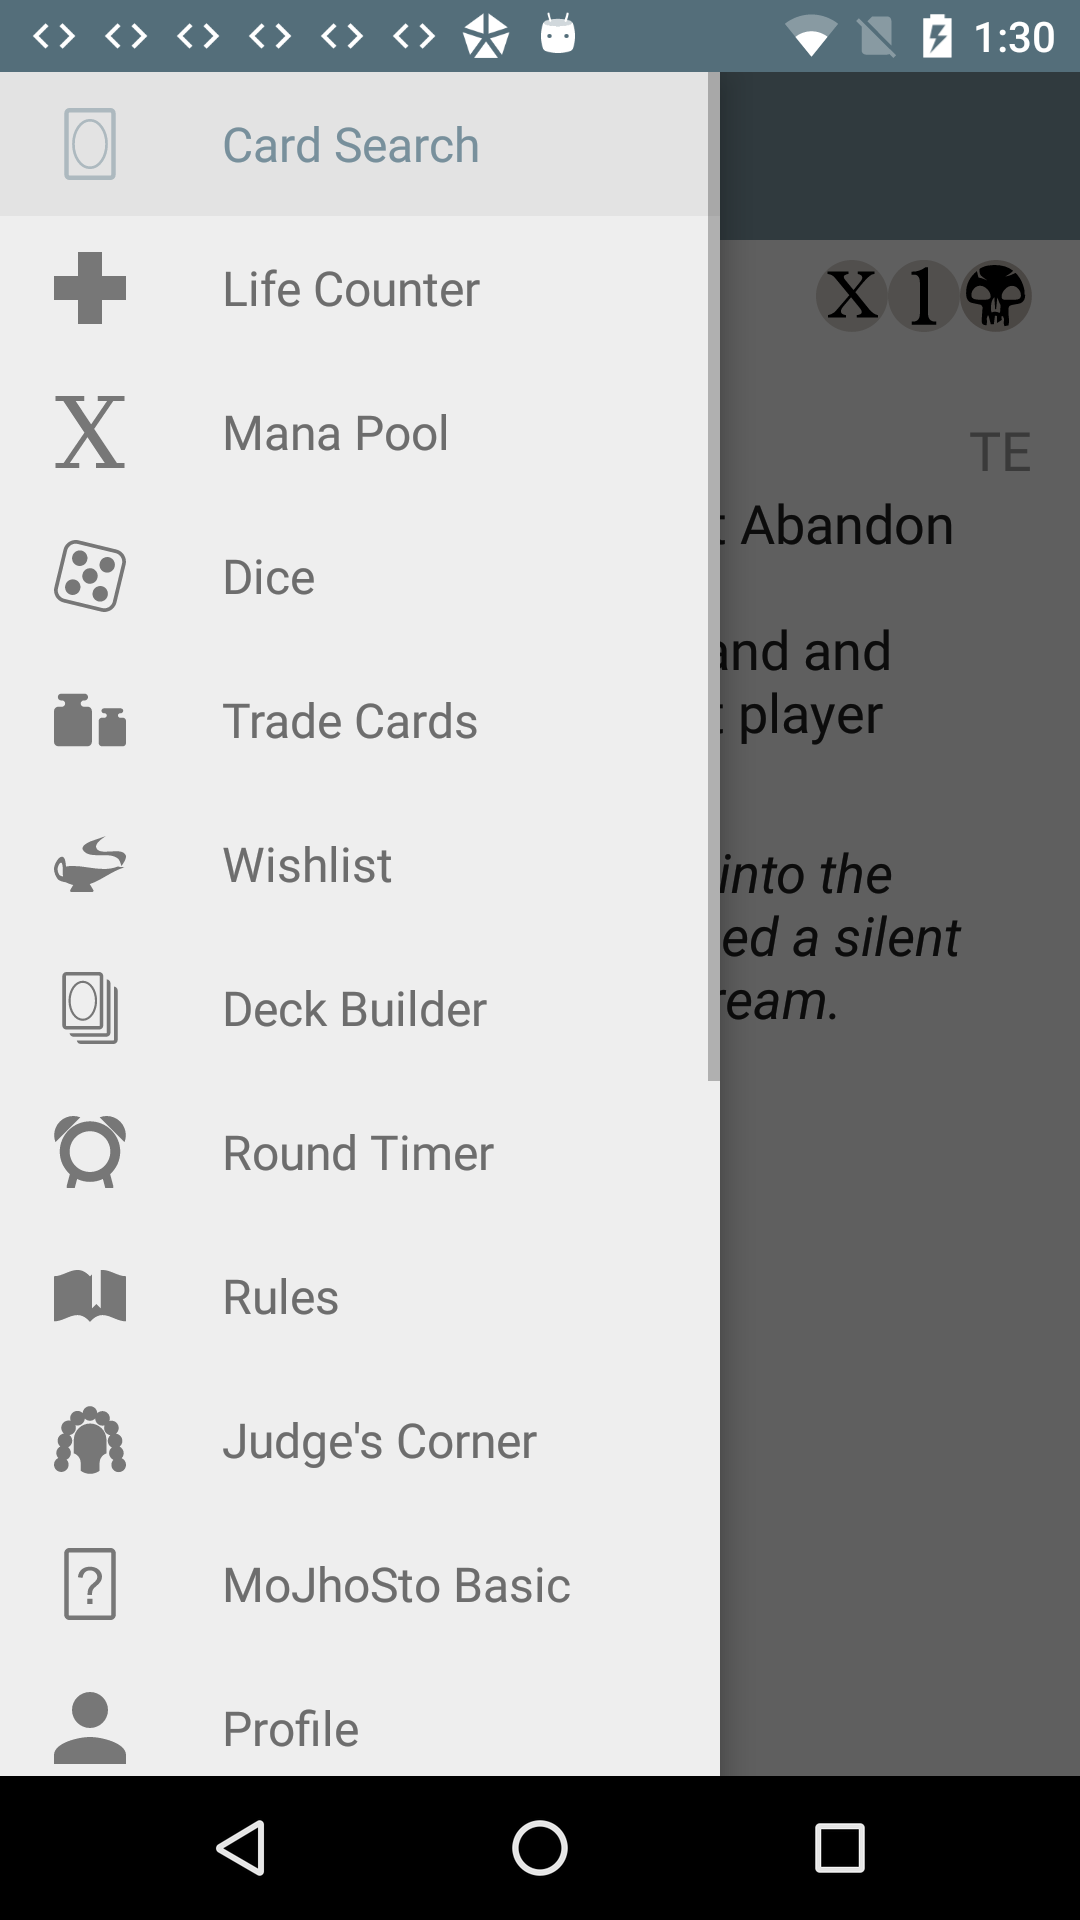 1:30
Card Search
Life Counter
X 1
X Mana Pool
TE
t Abandon
Dice
and and
t player
Trade Cards
Wishlist
into the
ed a silent
ream.
Deck Builder
Round Timer
Rules
Judge's Corner
? MoJhoSto Basic
Profile